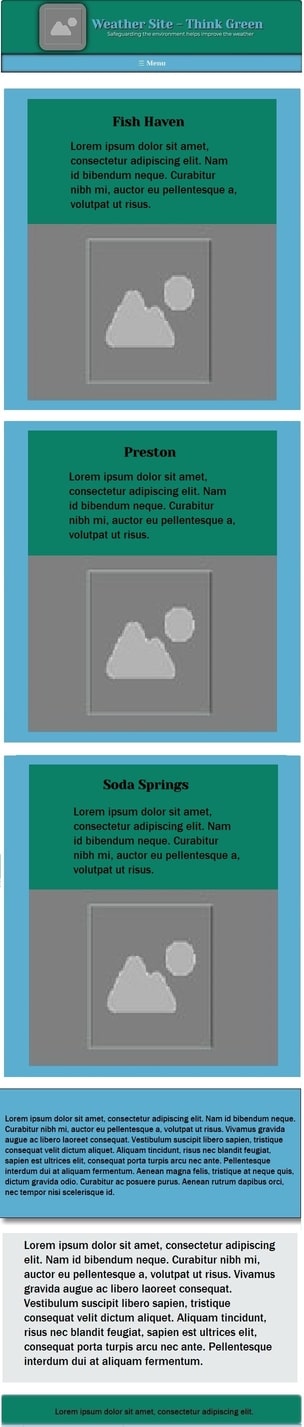 Weather Site - Think Green
Safeguarding the environment helps improve the weather
☰ Menu
Fish Haven
Lorem ipsum dolor sit amet,
consectetur adipiscing elit. Nam
id bibendum neque. Curabitur
nibh mi, auctor eu pellentesque a,
volutpat ut risus.
Preston
Lorem ipsum dolor sit amet,
consectetur adipiscing elit. Nam
id bibendum neque. Curabitur
nibh mi, auctor eu pellentesque a,
volutpat ut risus.
Soda Springs
Lorem ipsum dolor sit amet,
consectetur adipiscing elit. Nam
id bibendum neque. Curabitur
nibh mi, auctor eu pellentesque a,
volutpat ut risus.
Lorem ipsum dolor sit amet, consectetur adipiscing elit. Nam id bibendum neque.
Curabitur nibh mi, auctor eu pellentesque a, volutpat ut risus. Vivamus gravida
augue ac libero laoreet consequat. Vestibulum suscipit libero sapien, tristique
consequat velit dictum aliquet. Aliquam tincidunt, risus nec blandit feugiat,
sapien est ultrices elit, consequat porta turpis arcu nec ante. Pellentesque
interdum dui at aliquam fermentum. Aenean magna felis, tristique at neque quis,
dictum gravida odio. Curabitur ac posuere purus. Aenean rutrum dapibus orci,
nec tempor nisi scelerisque id.
Lorem ipsum dolor sit amet, consectetur adipiscing
elit. Nam id bibendum neque. Curabitur nibh mi, auctor
eu pellentesque a, volutpat ut risus. Vivamus
gravida augue ac libero laoreet consequat.
Vestibulum suscipit libero sapien, tristique
consequat velit dictum aliquet. Aliquam tincidunt,
risus nec blandit feugiat, sapien est ultrices elit,
consequat porta turpis arcu nec ante. Pellentesque
interdum dui at aliquam fermentum.
Lorem ipsum dolor sit amet, consectetur adipiscing elit.